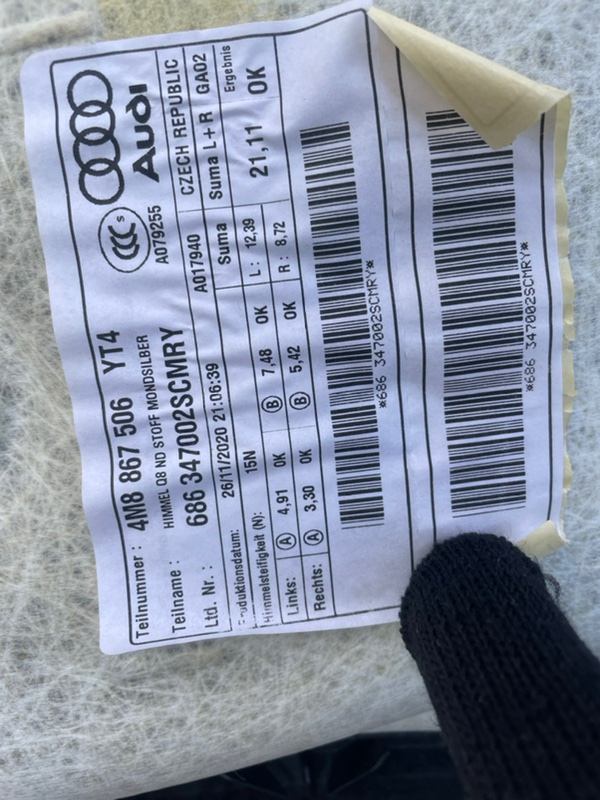 Teilnummer : 4M8 867 506 YT4
Audi
Teilname : HIMMEL Q8 ND STOFF MONDSILBER
CCC S
A079255
Ltd. Nr. : 686 347002SCMRY
A017940 CZECH REPUBLIC
Produktionsdatum: 26/11/2020 21:06:39
Suma Suma L+R GA02
Himmelsteifigkeit (N): 15N
Ergebnis
Links: A 4,91 OK B 7,48 OK L : 12,39 21,11 OK
Rechts: A 3,30 OK B 5,42 OK R : 8,72
*686 347002SCMRY*
*686 347002SCMRY*